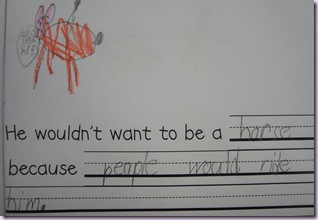 He wouldn't want to be a horse
because people would ride
him.